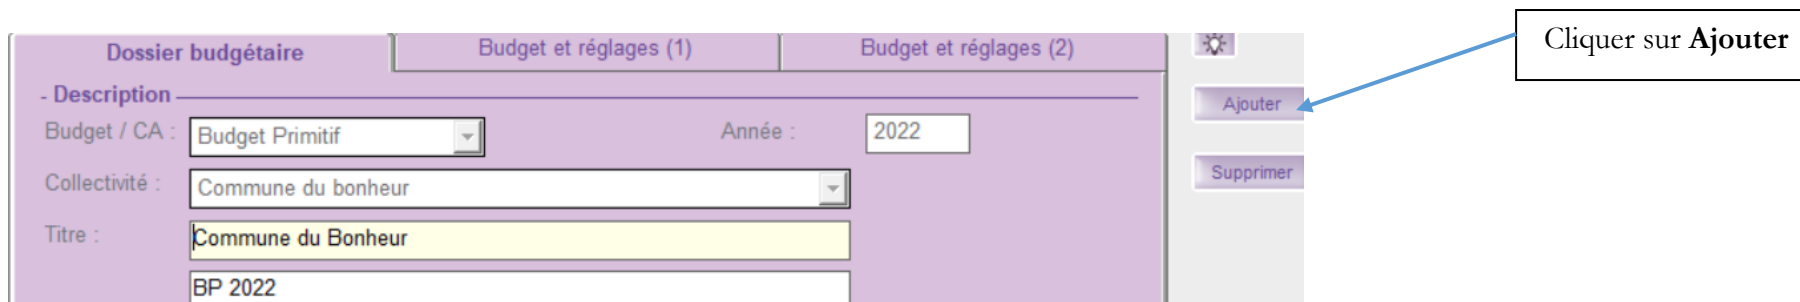 Dossier budgétaire
Budget et réglages (1)
Budget et réglages (2)
Cliquer sur Ajouter
- Description
Ajouter
Budget / CA :
Budget Primitif
Année :
2022
Collectivité :
Commune du bonheur
Supprimer
Titre :
Commune du Bonheur
BP 2022